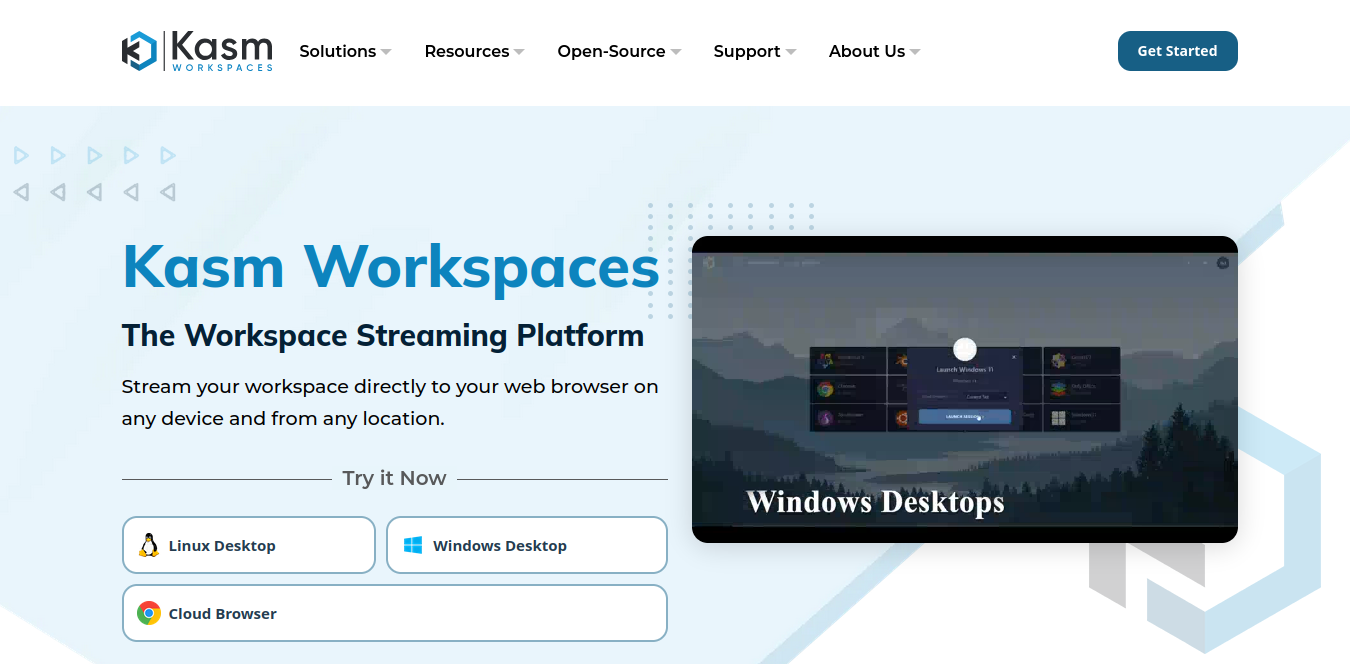 Kasm
WORKSPACES
Solutions
Resources
Open-Source
Support
About Us
Get Started
Kasm Workspaces
The Workspace Streaming Platform
Stream your workspace directly to your web browser on
any device and from any location.
Try it Now
Linux Desktop
Windows Desktop
Cloud Browser
Launch Windows 11
Windows Desktops